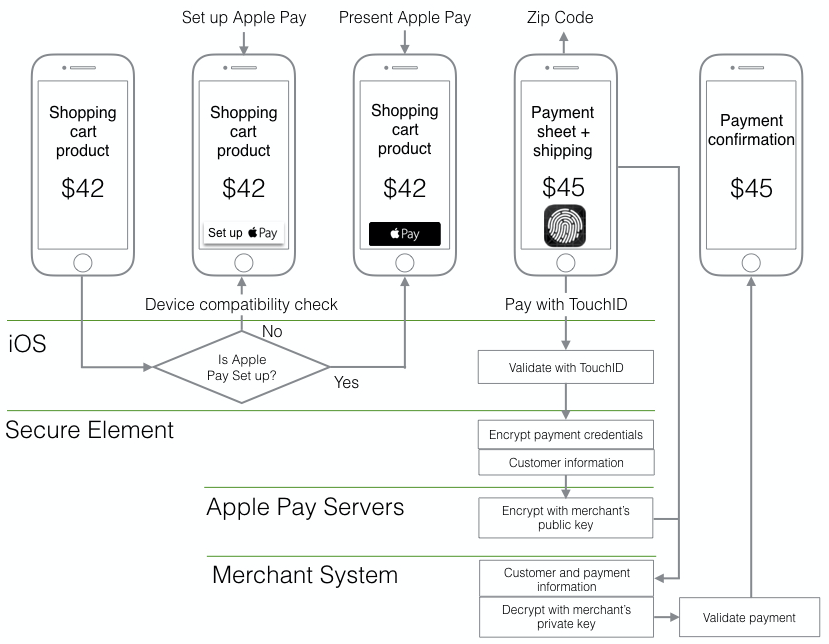 Set up Apple Pay
Present Apple Pay
Zip Code
Shopping
cart
product
$42
Shopping
cart
product
$42
Set up Pay
Shopping
cart
product
$42
Pay
Payment
sheet +
shipping
$45
Payment
confirmation
$45
Device compatibility check
Pay with TouchID
iOS
No
Is Apple
Pay Set up?
Yes
Validate with TouchID
Secure Element
Encrypt payment credentials
Customer information
Apple Pay Servers
Encrypt with merchant's
public key
Merchant System
Customer and payment
information
Decrypt with merchant's
private key
Validate payment